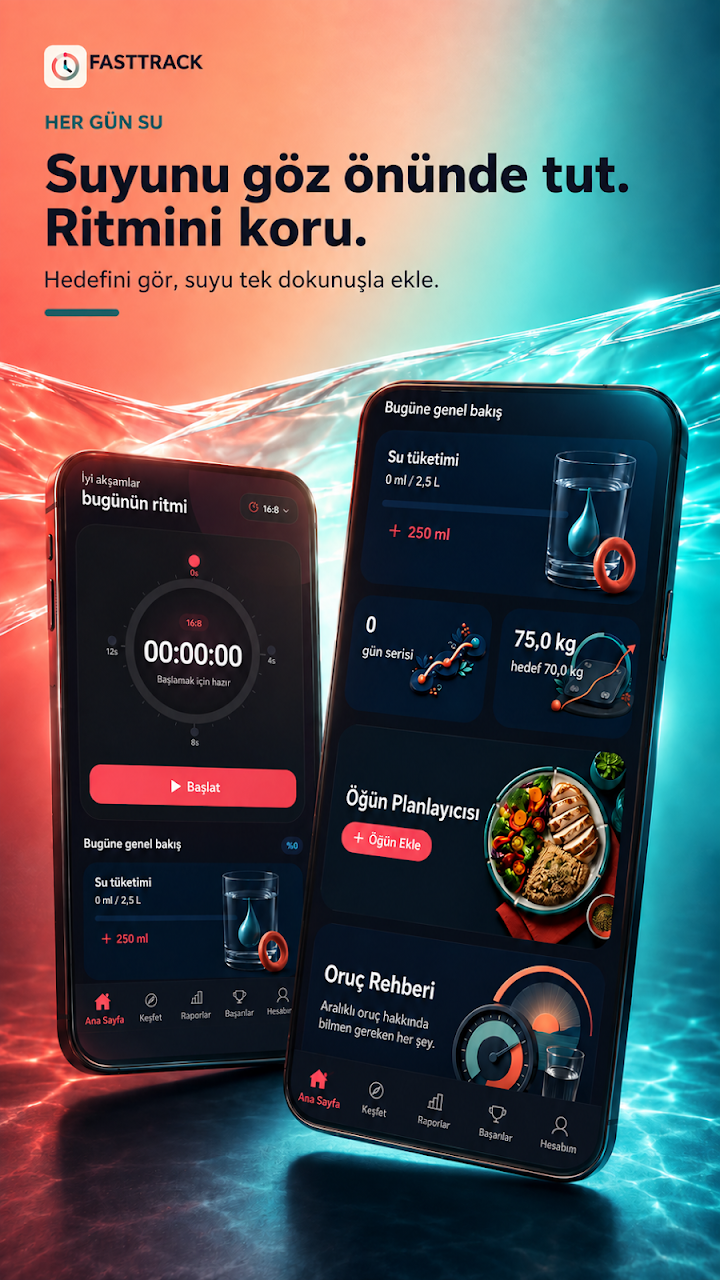 FASTTRACK
HER GÜN SU
Suyunu göz önünde tut.
Ritmini koru.
Hedefini gör, suyu tek dokunuşla ekle.
İyi akşamlar
bugünün ritmi
16:8
0s
12s
4s
8s
16:8
00:00:00
Başlamak için hazır
Başlat
Bugüne genel bakış
%0
Su tüketimi
0 ml / 2,5 L
+ 250 ml
Ana Sayfa
Keşfet
Raporlar
Başarılar
Hesabım
Bugüne genel bakış
Su tüketimi
0 ml / 2,5 L
+ 250 ml
0
gün serisi
75,0 kg
hedef 70,0 kg
Öğün Planlayıcısı
+ Öğün Ekle
Oruç Rehberi
Aralıklı oruç hakkında
bilmen gereken her şey.
Ana Sayfa
Keşfet
Raporlar
Başarılar
Hesabım